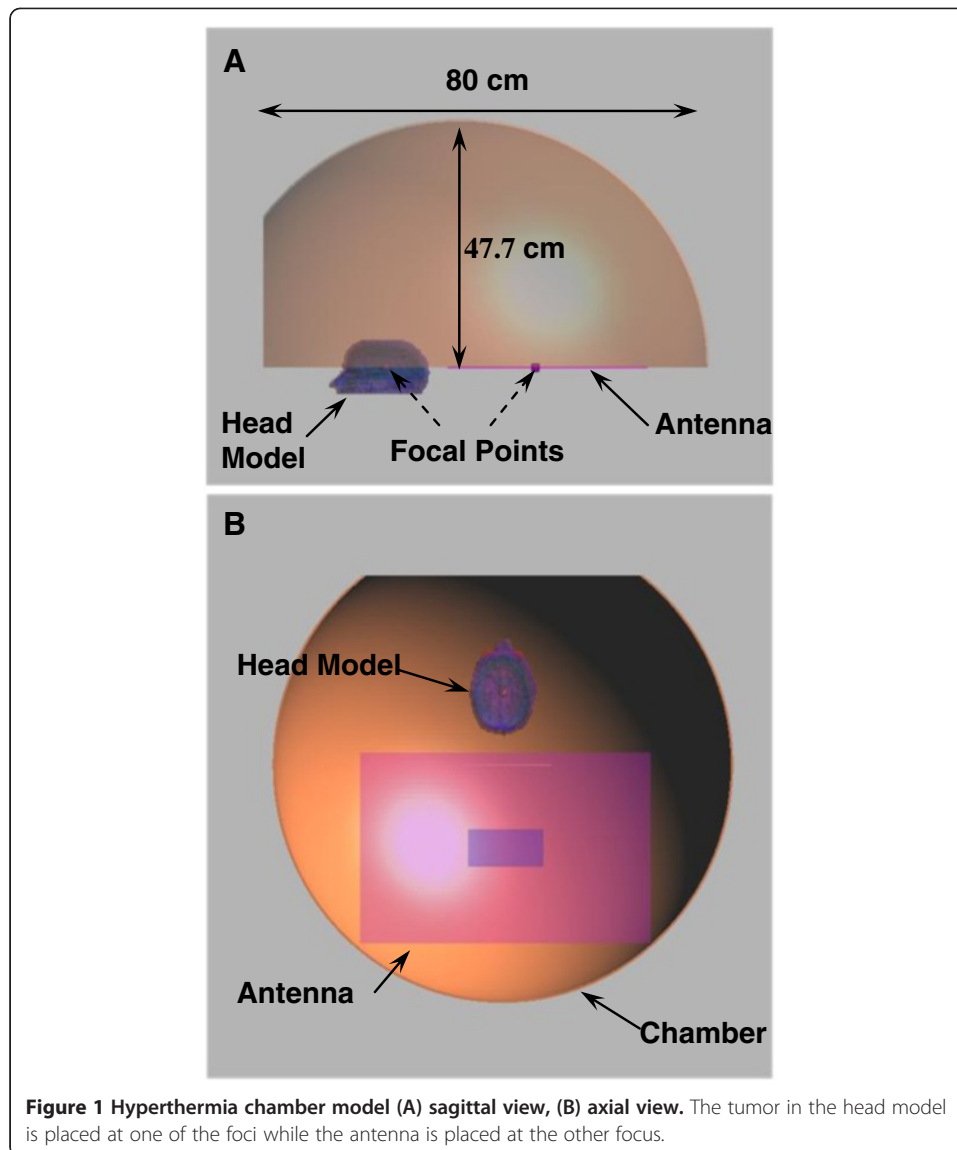 A
80 cm
47.7 cm
Head
Model
Focal Points
Antenna
B
Head Model
Antenna
Chamber
Figure 1 Hyperthermia chamber model (A) sagittal view, (B) axial view. The tumor in the head model
is placed at one of the foci while the antenna is placed at the other focus.